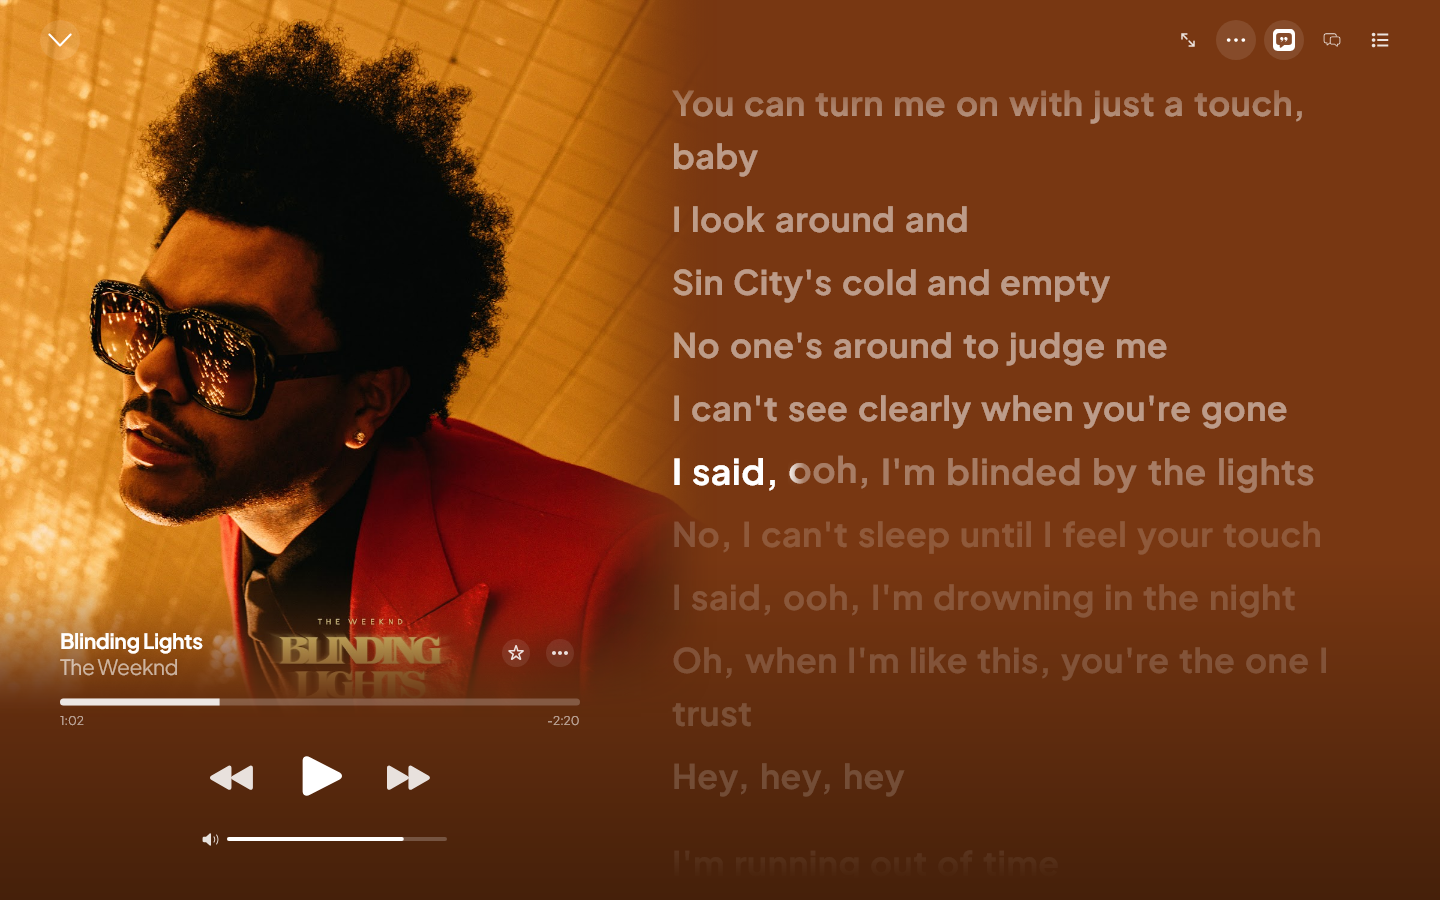 You can turn me on with just a touch,
baby
I look around and
Sin City's cold and empty
No one's around to judge me
I can't see clearly when you're gone
I said, ooh, I'm blinded by the lights
No, I can't sleep until I feel your touch
I said, ooh, I'm drowning in the night
Oh, when I'm like this, you're the one I
trust
Hey, hey, hey
I'm running out of time
THE WEEKND
BLINDING
LIGHTS
Blinding Lights
The Weeknd
1:02
-2:20